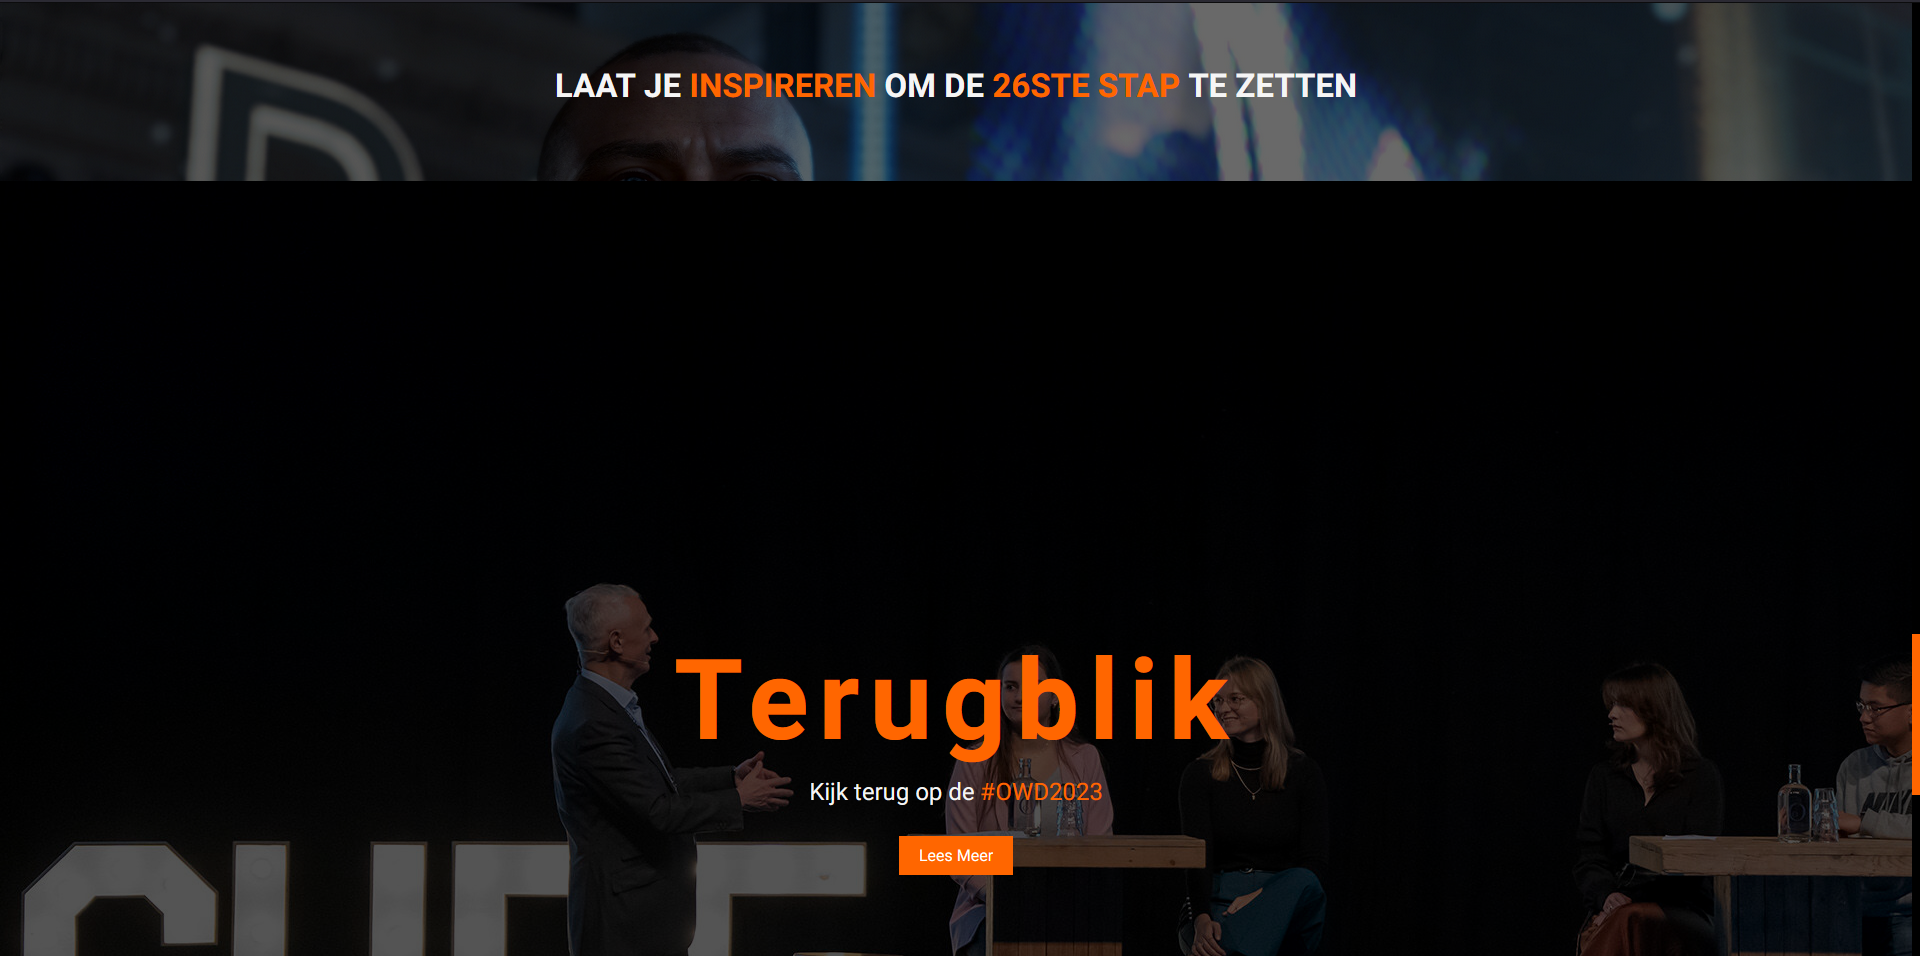 LAAT JE INSPIREREN OM DE 26STE STAP TE ZETTEN
Terugblik
Kijk terug op de #OWD2023
Lees Meer